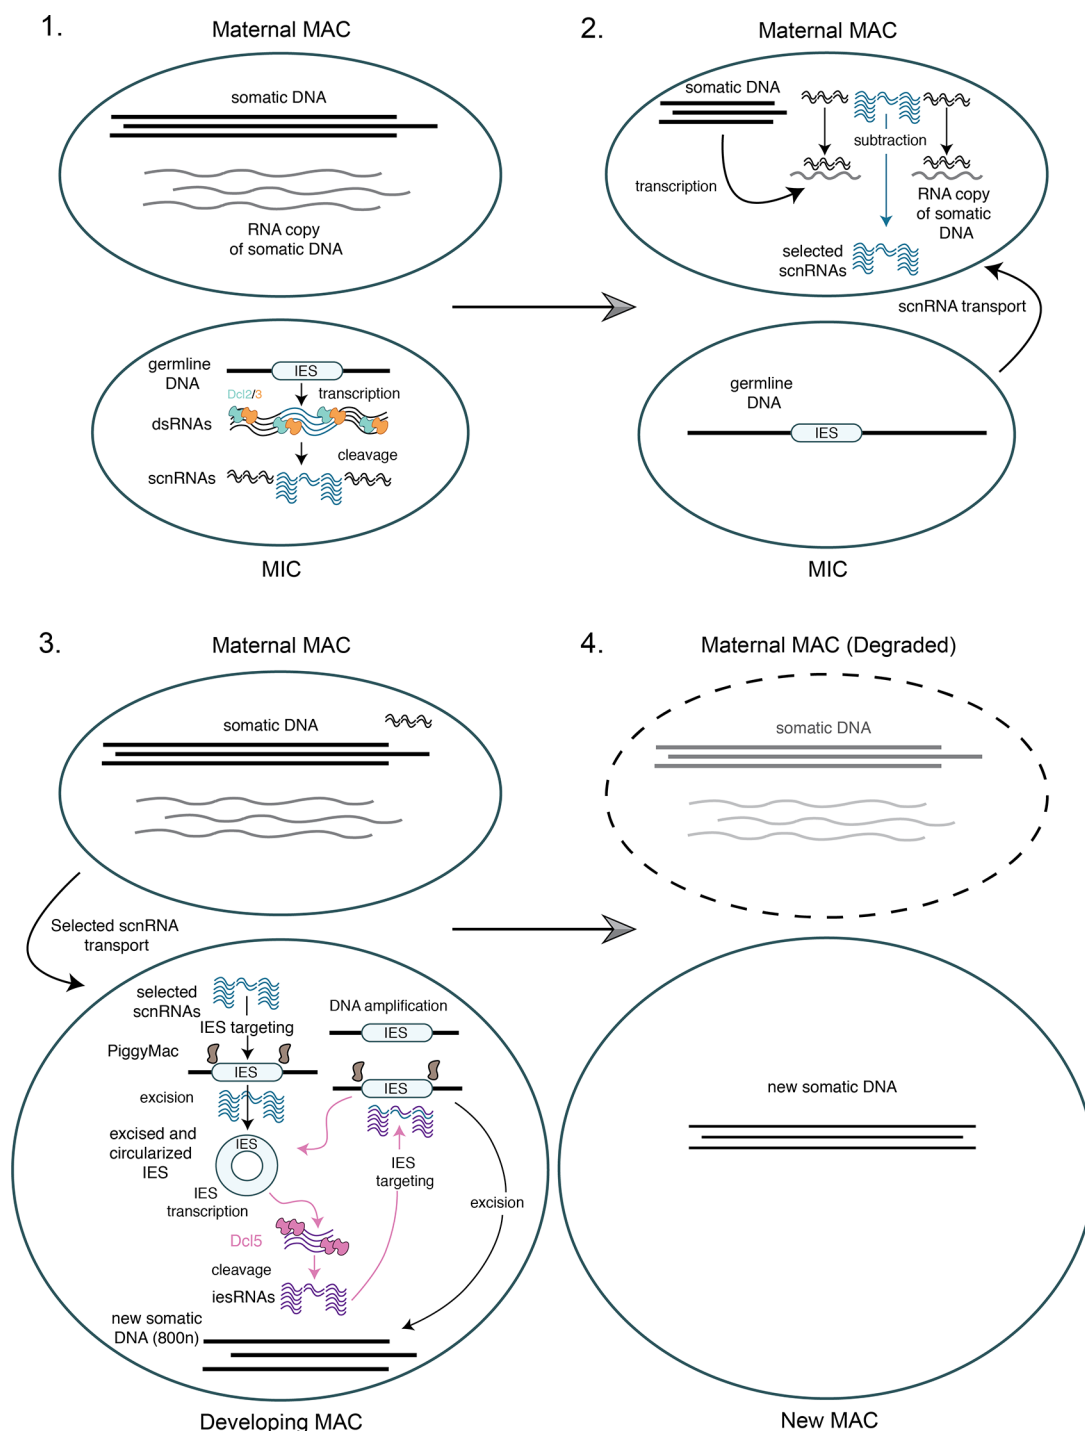 1.
Maternal MAC
somatic DNA
RNA copy
of somatic DNA
germline
DNA
IES
Dcl2/3
transcription
dsRNAs
cleavage
scnRNAs
MIC
2.
Maternal MAC
somatic DNA
subtraction
transcription
RNA copy
of somatic
DNA
selected
scnRNAs
scnRNA transport
germline
DNA
IES
MIC
3.
Maternal MAC
somatic DNA
Selected scnRNA
transport
selected
scnRNAs
IES targeting
PiggyMac
IES
excision
excised and
circularized
IES
IES
IES
transcription
DNA amplification
IES
IES
IES
targeting
excision
Dcl5
cleavage
iesRNAs
new somatic
DNA (800n)
Developing MAC
4.
Maternal MAC (Degraded)
somatic DNA
new somatic DNA
New MAC